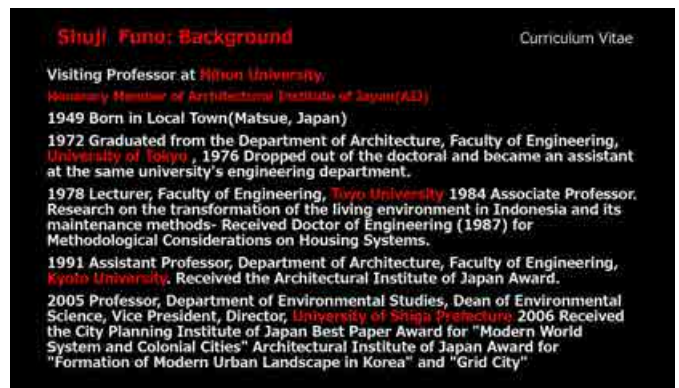 Shuji Funo: Background
Curriculum Vitae
Visiting Professor at Nihon University.
Honorary Member of Architectural Institute of Japan(AIJ)
1949 Born in Local Town(Matsue, Japan)
1972 Graduated from the Department of Architecture, Faculty of Engineering,
University of Tokyo , 1976 Dropped out of the doctoral and became an assistant
at the same university's engineering department.
1978 Lecturer, Faculty of Engineering, Toyo University 1984 Associate Professor.
Research on the transformation of the living environment in Indonesia and its
maintenance methods- Received Doctor of Engineering (1987) for
Methodological Considerations on Housing Systems.
1991 Assistant Professor, Department of Architecture, Faculty of Engineering,
Kyoto University. Received the Architectural Institute of Japan Award.
2005 Professor, Department of Environmental Studies, Dean of Environmental
Science, Vice President, Director, University of Shiga Prefecture 2006 Received
the City Planning Institute of Japan Best Paper Award for "Modern World
System and Colonial Cities" Architectural Institute of Japan Award for
"Formation of Modern Urban Landscape in Korea" and "Grid City"